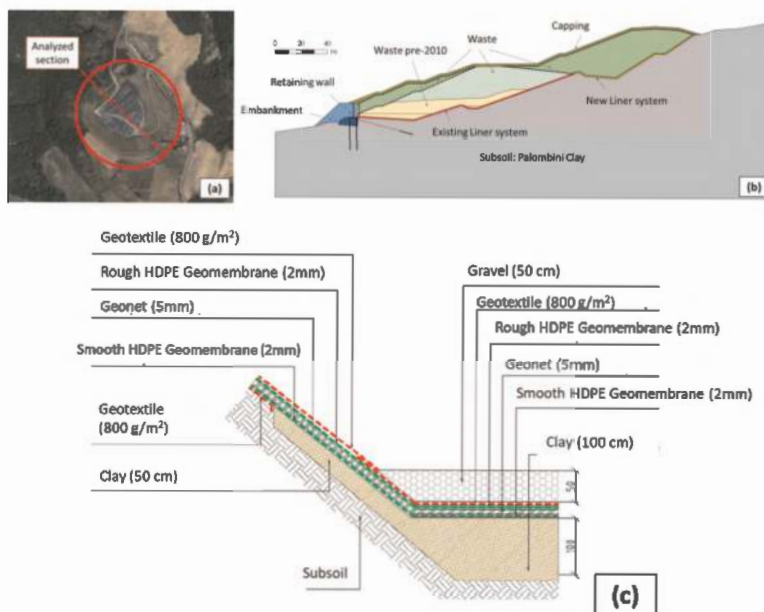 Analyzed
section
(a)
0 20 40
m
Retaining wall
Embankment
Waste pre-2010
Waste
Capping
New Liner system
Existing Liner system
Subsoil: Palombini Clay
(b)
Geotextile (800 g/m²)
Rough HDPE Geomembrane (2mm)
Geonet (5mm)
Smooth HDPE Geomembrane (2mm)
Geotextile
(800 g/m²)
Clay (50 cm)
Subsoil
Gravel (50 cm)
Geotextile (800 g/m²)
Rough HDPE Geomembrane (2mm)
Geonet (5mm)
Smooth HDPE Geomembrane (2mm)
Clay (100 cm)
50
100
(c)